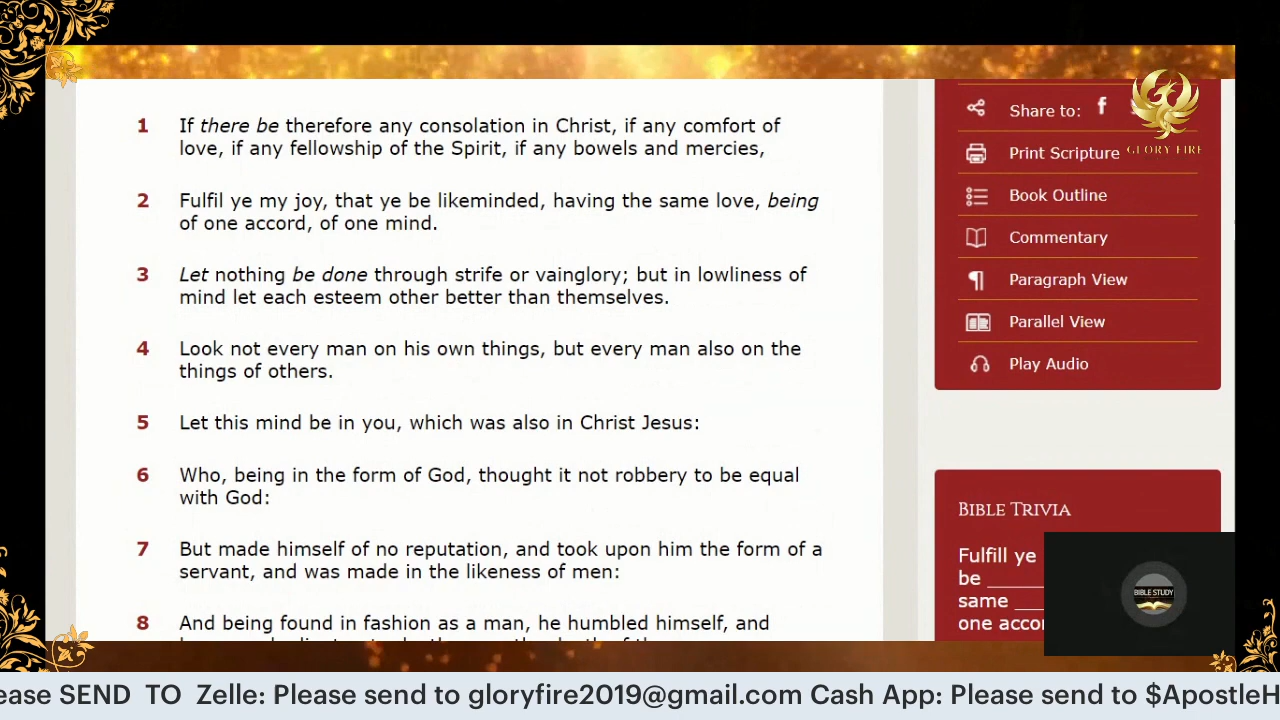 1 If there be therefore any consolation in Christ, if any comfort of
love, if any fellowship of the Spirit, if any bowels and mercies,
2 Fulfil ye my joy, that ye be likeminded, having the same love, being
of one accord, of one mind.
3 Let nothing be done through strife or vainglory; but in lowliness of
mind let each esteem other better than themselves.
4 Look not every man on his own things, but every man also on the
things of others.
5 Let this mind be in you, which was also in Christ Jesus:
6 Who, being in the form of God, thought it not robbery to be equal
with God:
7 But made himself of no reputation, and took upon him the form of a
servant, and was made in the likeness of men:
8 And being found in fashion as a man, he humbled himself, and
Share to:
GLORY FIRE
Print Scripture
Book Outline
Commentary
Paragraph View
Parallel View
Play Audio
BIBLE TRIVIA
Fulfill ye
be ______
same ___
one accor
BIBLE STUDY
ease SEND TO Zelle: Please send to gloryfire2019@gmail.com Cash App: Please send to $ApostleH